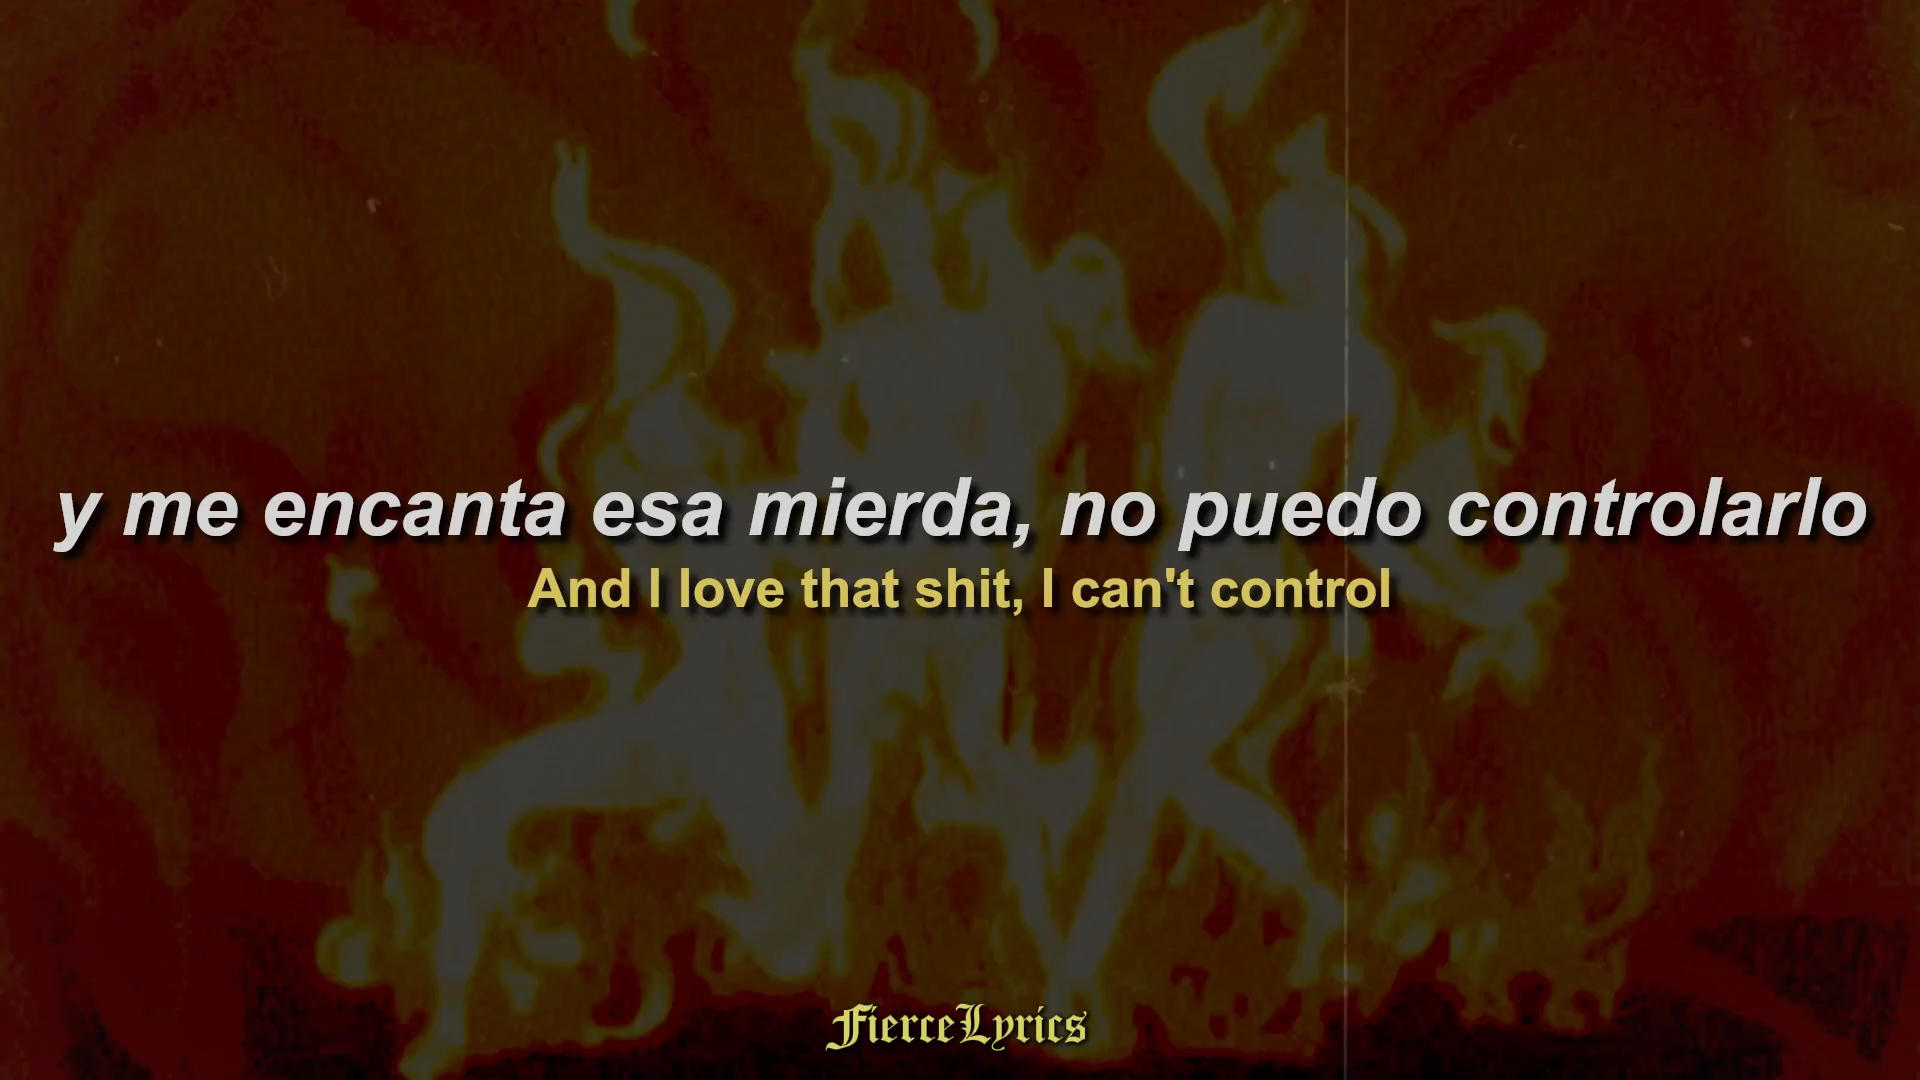 y me encanta esa mierda, no puedo controlarlo
And I love that shit, I can't control
FierceLyrics